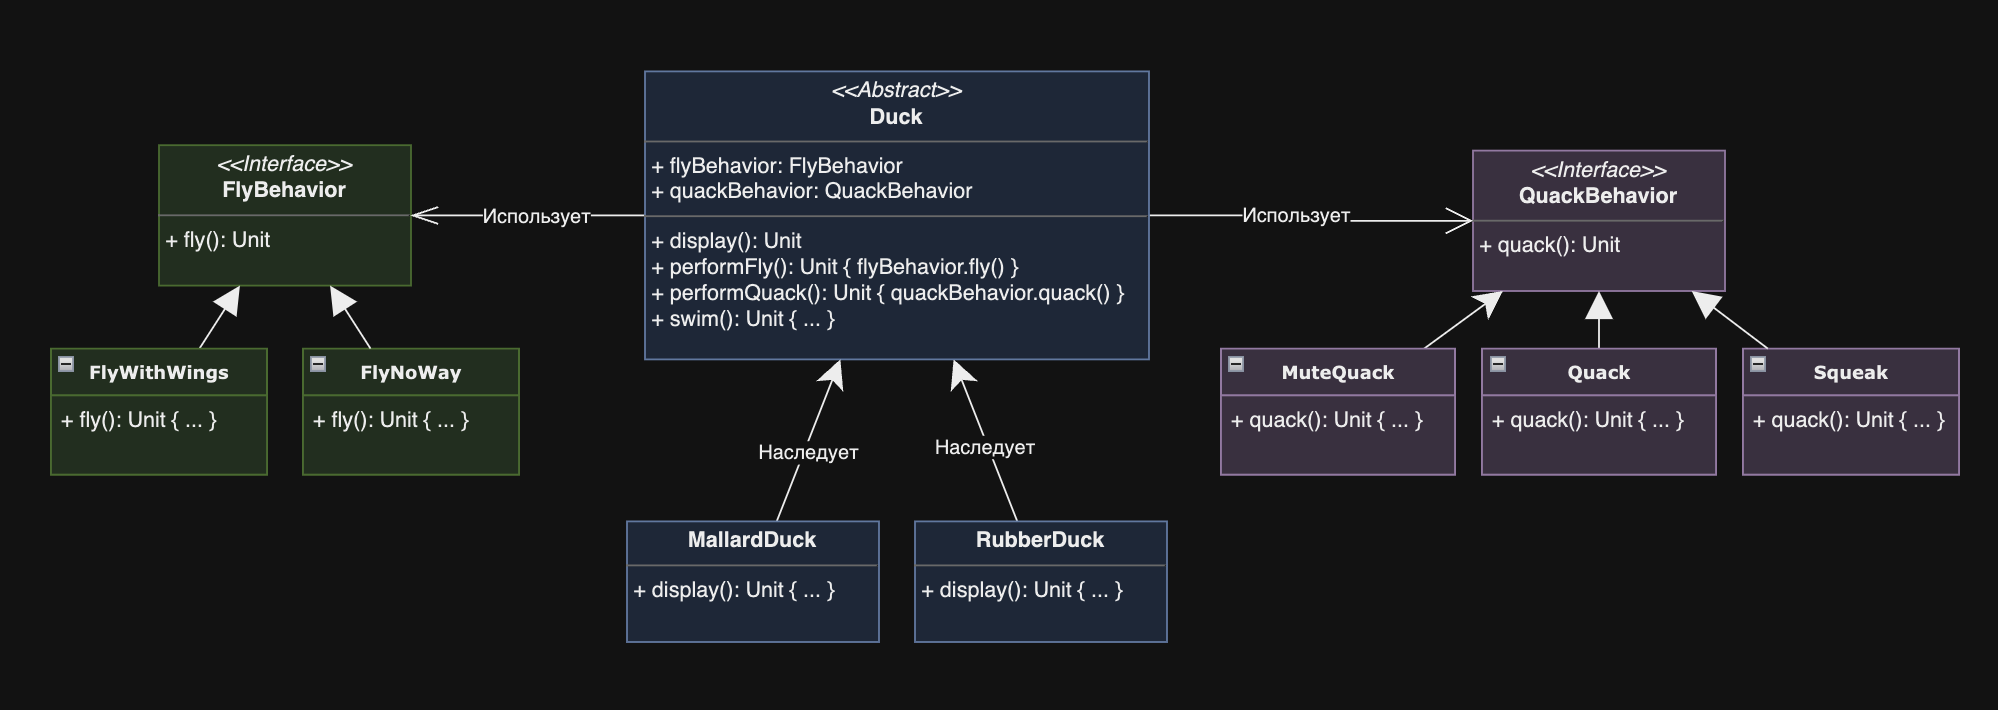 <<Abstract>>
Duck
+ flyBehavior: FlyBehavior
+ quackBehavior: QuackBehavior
+ display(): Unit
+ performFly(): Unit { flyBehavior.fly() }
+ performQuack(): Unit { quackBehavior.quack() }
+ swim(): Unit { ... }
<<Interface>>
FlyBehavior
+ fly(): Unit
Использует
Использует
<<Interface>>
QuackBehavior
+ quack(): Unit
FlyWithWings
+ fly(): Unit { ... }
FlyNoWay
+ fly(): Unit { ... }
MuteQuack
+ quack(): Unit { ... }
Quack
+ quack(): Unit { ... }
Squeak
+ quack(): Unit { ... }
Наследует
Наследует
MallardDuck
+ display(): Unit { ... }
RubberDuck
+ display(): Unit { ... }